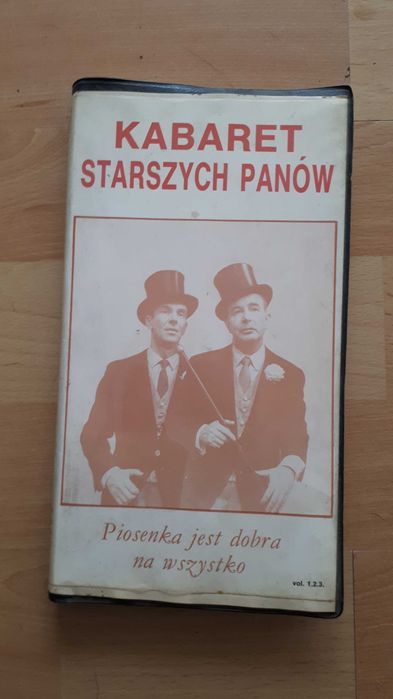 KABARET
STARSZYCH PANÓW
Piosenka jest dobra
na wszystko
vol. 1.2.3.